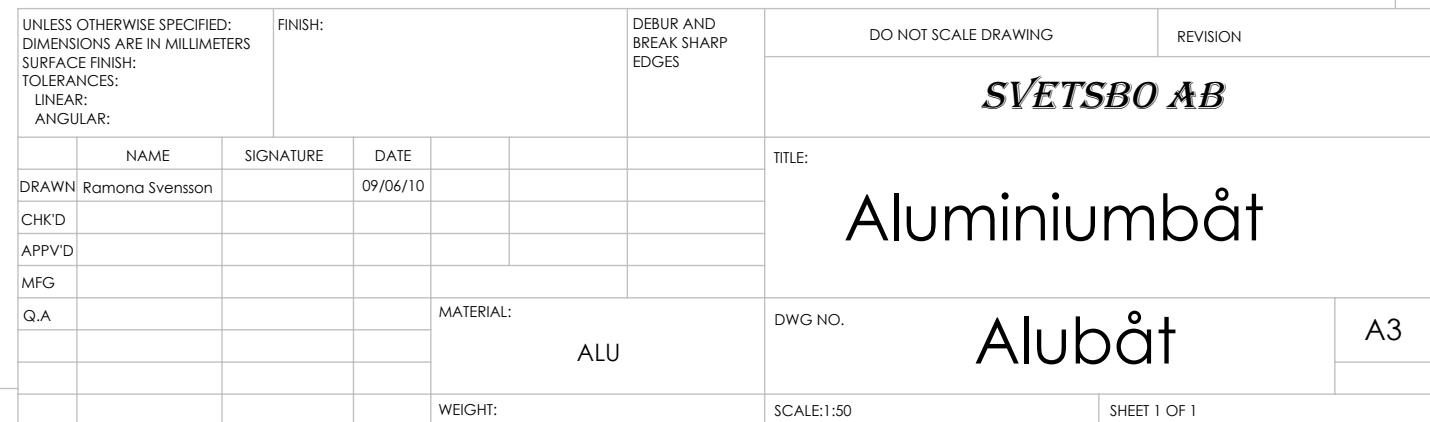 UNLESS OTHERWISE SPECIFIED:
DIMENSIONS ARE IN MILLIMETERS
SURFACE FINISH:
TOLERANCES:
LINEAR:
ANGULAR:
FINISH:
DEBUR AND
BREAK SHARP
EDGES
DO NOT SCALE DRAWING
REVISION
SVETSBO AB
NAME SIGNATURE DATE
DRAWN Ramona Svensson 09/06/10
CHK'D
APPV'D
MFG
Q.A
TITLE:
Aluminiumbåt
MATERIAL:
ALU
DWG NO.
Alubåt
A3
WEIGHT:
SCALE:1:50
SHEET 1 OF 1